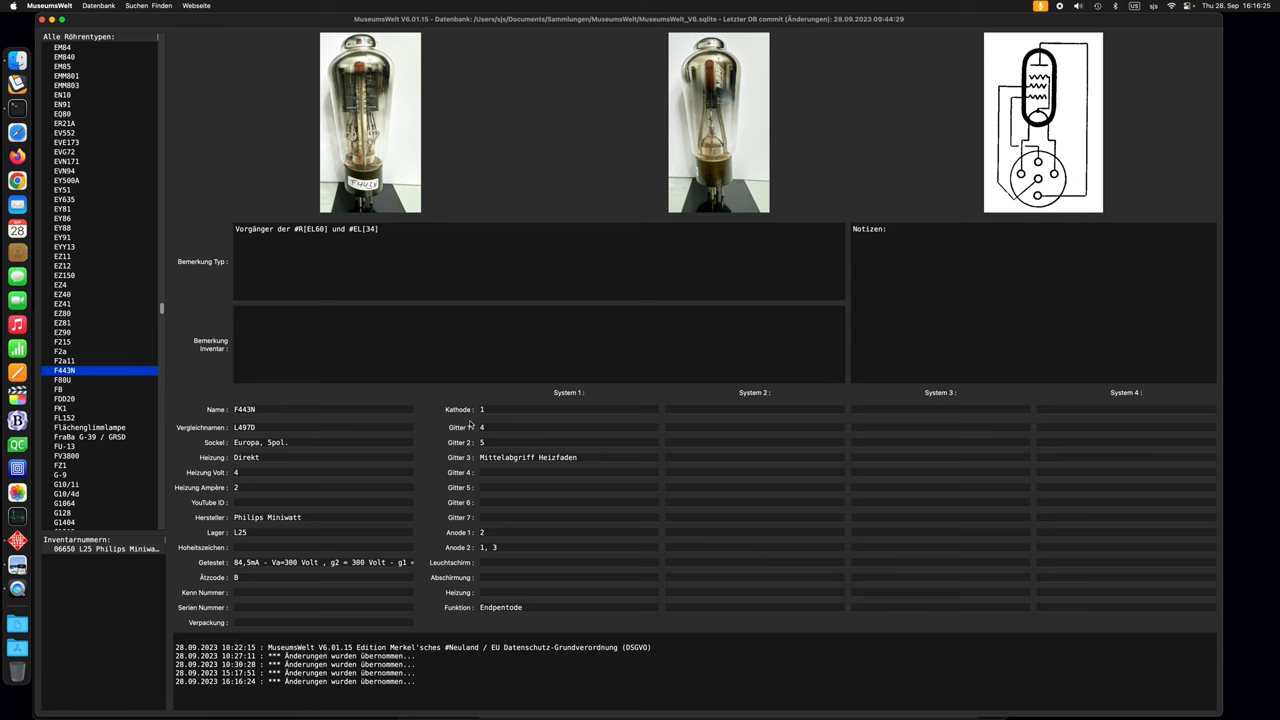 MuseumsWelt Datenbank Suchen Finden Webseite
sjs Thu 28. Sep 16:16:25
MuseumsWelt V6.01.15 - Datenbank: /Users/sjs/Documents/Sammlungen/MuseumsWelt/MuseumsWelt_V6.sqlite - Letzter DB commit (Änderungen): 28.09.2023 09:44:29
Alle Röhrentypen:
EM84
EM840
EM85
EMM801
EMM803
EN10
EN91
EQ80
ER21A
EV552
EVE173
EVG72
EVN171
EVN94
EY500A
EY51
EY635
EY81
EY86
EY88
EY91
EYY13
EZ11
EZ12
EZ150
EZ4
EZ40
EZ41
EZ80
EZ81
EZ90
F215
F2a
F2a11
F443N
F80U
FB
FDD20
FK1
FL152
Flächenglimmlampe
FraBa G-39 / GRSD
FU-13
FV3800
FZ1
G-9
G10/1i
G10/4d
G1064
G128
G1404
Inventarnummern:
06650 L25 Philips Miniwa…
F443N
Bemerkung Typ :
Vorgänger der #R[EL60] und #EL[34]
Notizen:
Bemerkung
Inventar :
System 1 : System 2 : System 3 : System 4 :
Name : F443N Kathode : 1
Vergleichnamen : L497D Gitter 1 4
Sockel : Europa, 5pol. Gitter 2 : 5
Heizung : Direkt Gitter 3 : Mittelabgriff Heizfaden
Heizung Volt : 4 Gitter 4 :
Heizung Ampère : 2 Gitter 5 :
YouTube ID : Gitter 6 :
Hersteller : Philips Miniwatt Gitter 7 :
Lager : L25 Anode 1 : 2
Hoheitszeichen : Anode 2 : 1, 3
Getestet : 84,5mA - Va=300 Volt , g2 = 300 Volt - g1 = Leuchtschirm :
Ätzcode : B Abschirmung :
Kenn Nummer : Heizung :
Serien Nummer : Funktion : Endpentode
Verpackung :
28.09.2023 10:22:15 : MuseumsWelt V6.01.15 Edition Merkel'sches #Neuland / EU Datenschutz-Grundverordnung (DSGVO)
28.09.2023 10:27:11 : *** Änderungen wurden übernommen...
28.09.2023 10:30:28 : *** Änderungen wurden übernommen...
28.09.2023 15:17:51 : *** Änderungen wurden übernommen...
28.09.2023 16:16:24 : *** Änderungen wurden übernommen...